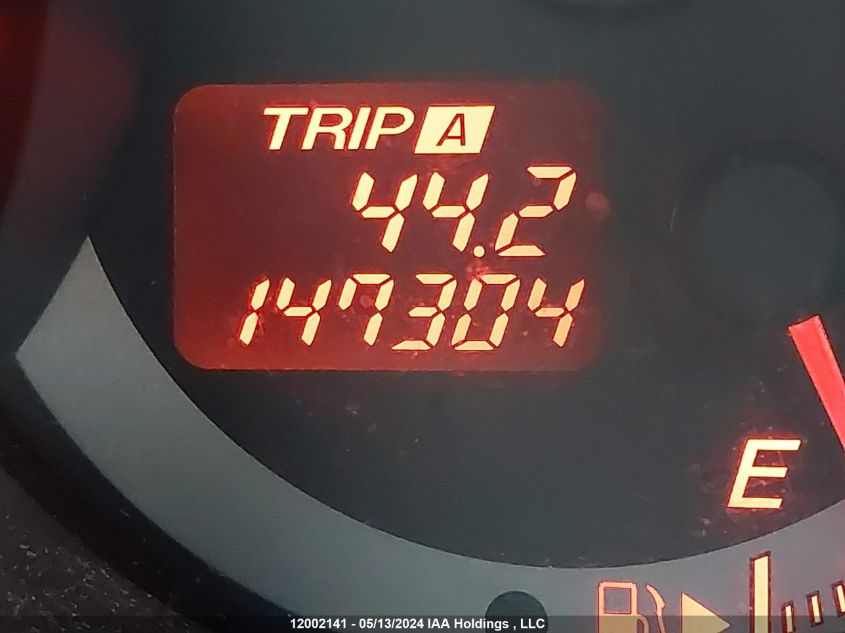 TRIP A
44.2
147304
E
12002141 - 05/13/2024 IAA Holdings , LLC